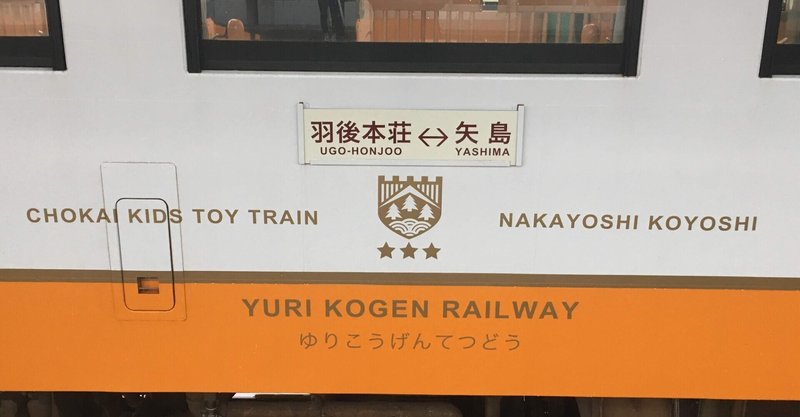 羽後本荘 ↔ 矢島
UGO-HONJOO YASHIMA
CHOKAI KIDS TOY TRAIN
NAKAYOSHI KOYOSHI
YURI KOGEN RAILWAY
ゆりこうげんてつどう